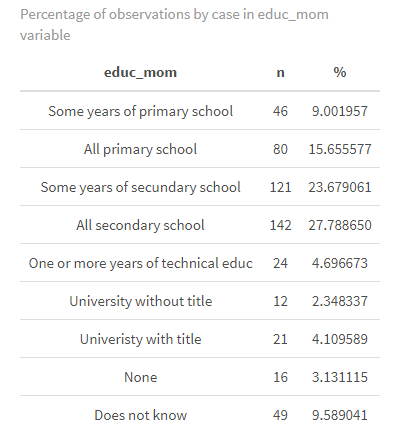 Percentage of observations by case in educ_mom
variable
educ_mom n %
Some years of primary school 46 9.001957
All primary school 80 15.655577
Some years of secundary school 121 23.679061
All secondary school 142 27.788650
One or more years of technical educ 24 4.696673
University without title 12 2.348337
Univeristy with title 21 4.109589
None 16 3.131115
Does not know 49 9.589041